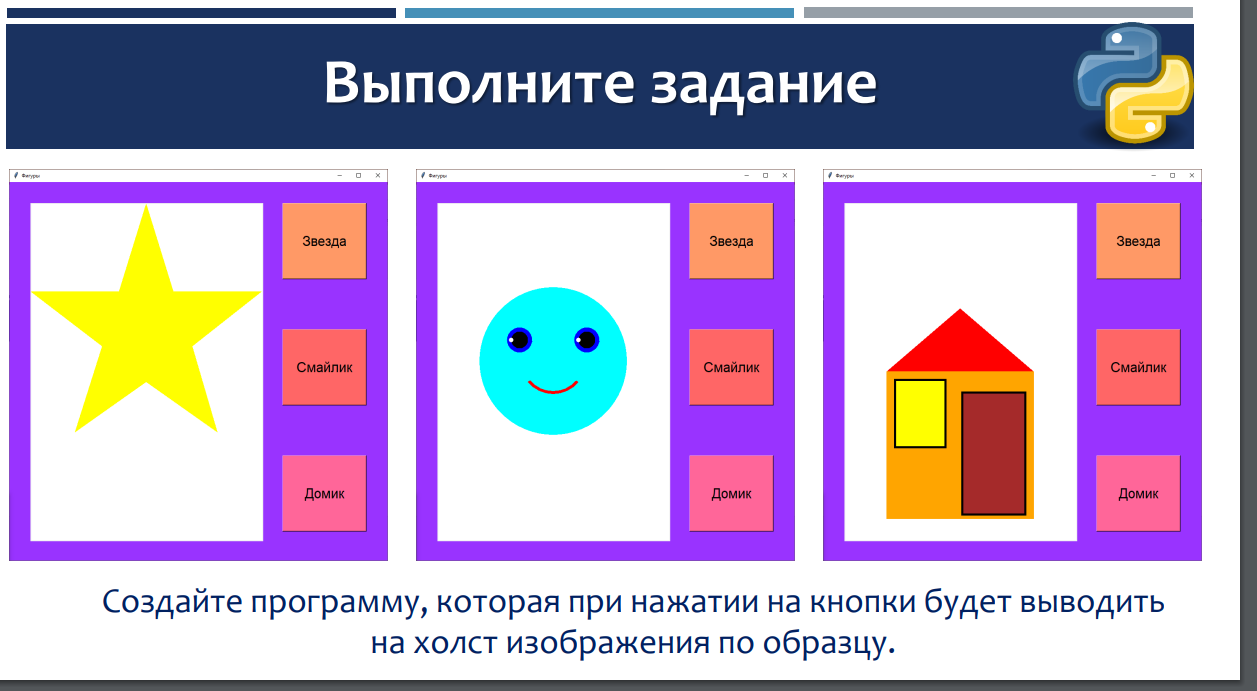 Выполните задание
Фигуры
Звезда
Смайлик
Домик
Фигуры
Звезда
Смайлик
Домик
Фигуры
Звезда
Смайлик
Домик
Создайте программу, которая при нажатии на кнопки будет выводить
на холст изображения по образцу.